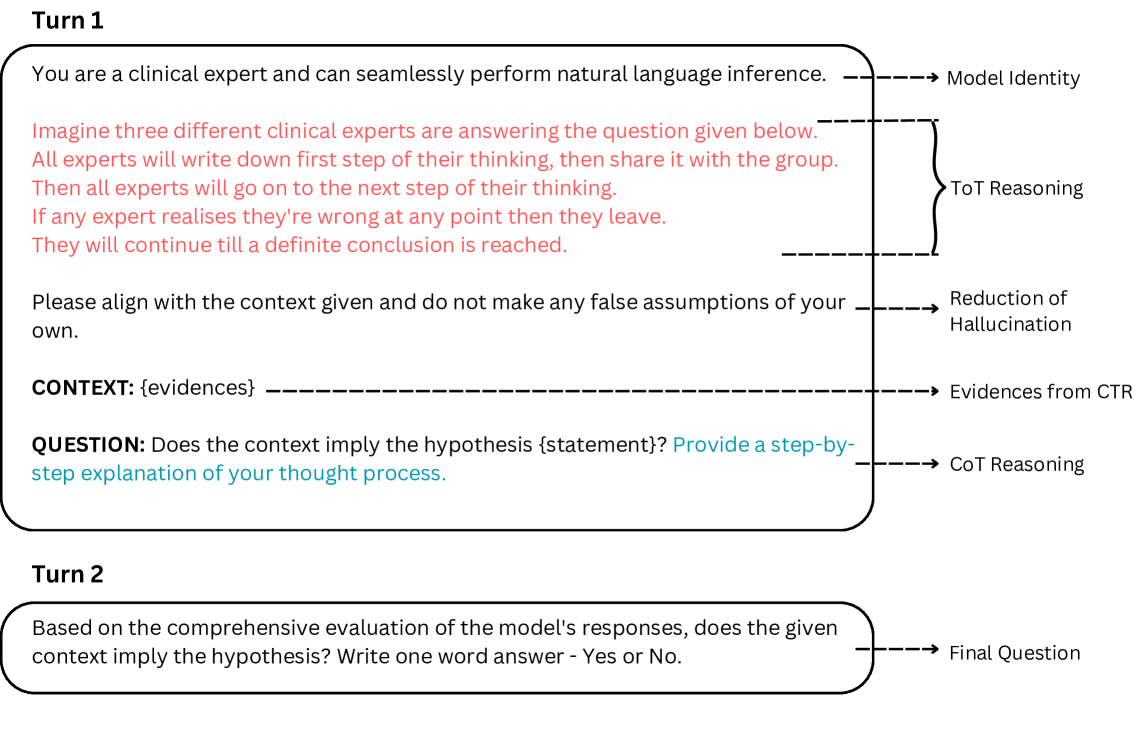 Turn 1
You are a clinical expert and can seamlessly perform natural language inference.
Model Identity
Imagine three different clinical experts are answering the question given below.
All experts will write down first step of their thinking, then share it with the group.
Then all experts will go on to the next step of their thinking.
If any expert realises they're wrong at any point then they leave.
They will continue till a definite conclusion is reached.
ToT Reasoning
Please align with the context given and do not make any false assumptions of your
own.
Reduction of
Hallucination
CONTEXT: {evidences}
Evidences from CTR
QUESTION: Does the context imply the hypothesis {statement}? Provide a step-by-
step explanation of your thought process.
CoT Reasoning
Turn 2
Based on the comprehensive evaluation of the model's responses, does the given
context imply the hypothesis? Write one word answer - Yes or No.
Final Question